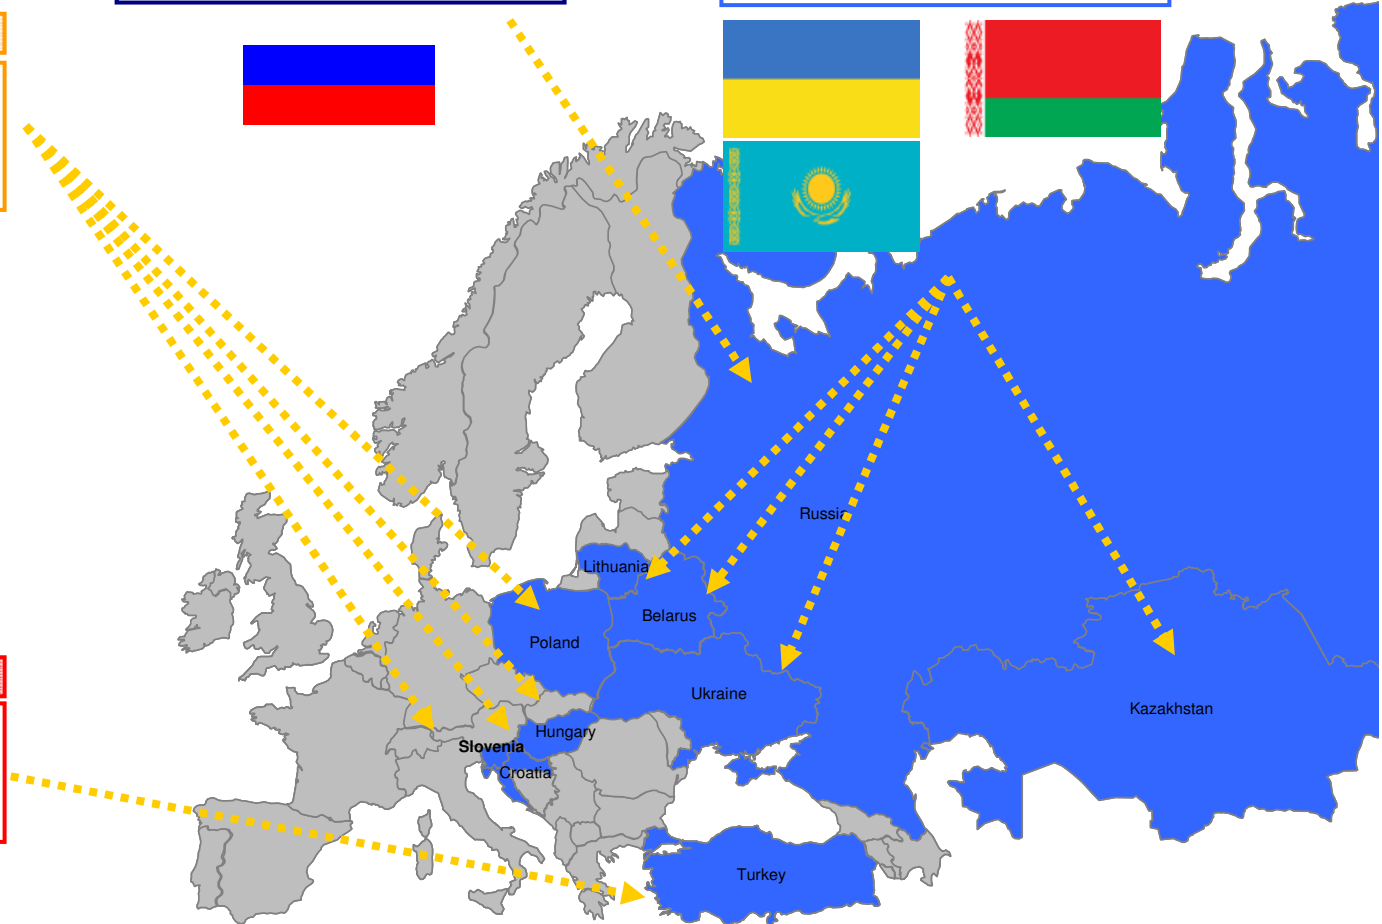 Russia
Lithuania
Belarus
Poland
Ukraine
Kazakhstan
Hungary
Slovenia
Croatia
Turkey